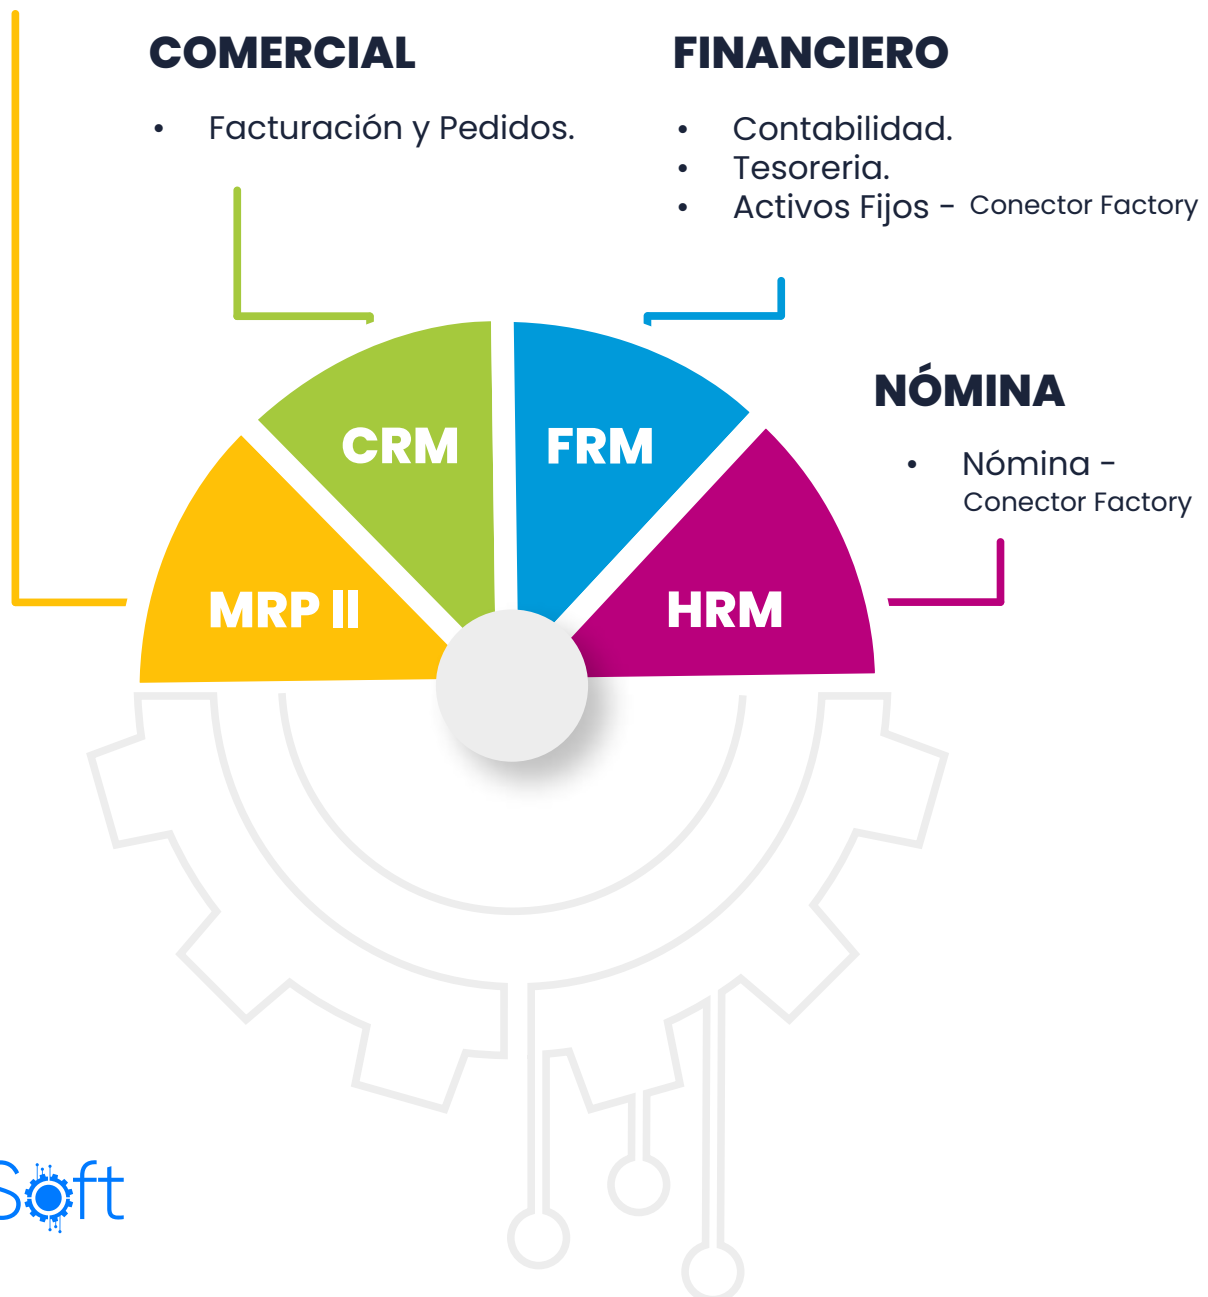 COMERCIAL
• Facturación y Pedidos.
FINANCIERO
• Contabilidad.
• Tesoreria.
• Activos Fijos - Conector Factory
NÓMINA
• Nómina -
Conector Factory
CRM
FRM
MRP II
HRM
Soft